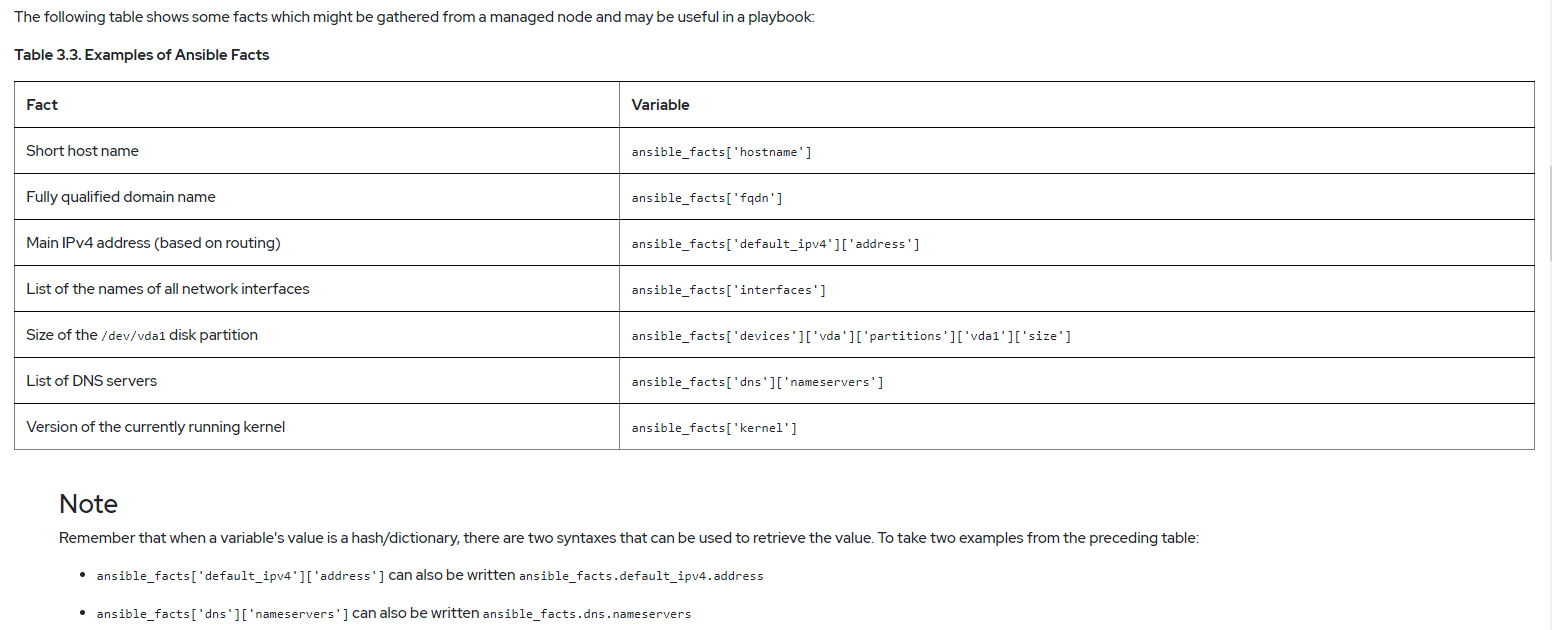 The following table shows some facts which might be gathered from a managed node and may be useful in a playbook:
Table 3.3. Examples of Ansible Facts
Fact Variable
Short host name ansible_facts['hostname']
Fully qualified domain name ansible_facts['fqdn']
Main IPv4 address (based on routing) ansible_facts['default_ipv4']['address']
List of the names of all network interfaces ansible_facts['interfaces']
Size of the /dev/vda1 disk partition ansible_facts['devices']['vda']['partitions']['vda1']['size']
List of DNS servers ansible_facts['dns']['nameservers']
Version of the currently running kernel ansible_facts['kernel']
Note
Remember that when a variable's value is a hash/dictionary, there are two syntaxes that can be used to retrieve the value. To take two examples from the preceding table:
• ansible_facts['default_ipv4']['address'] can also be written ansible_facts.default_ipv4.address
• ansible_facts['dns']['nameservers'] can also be written ansible_facts.dns.nameservers